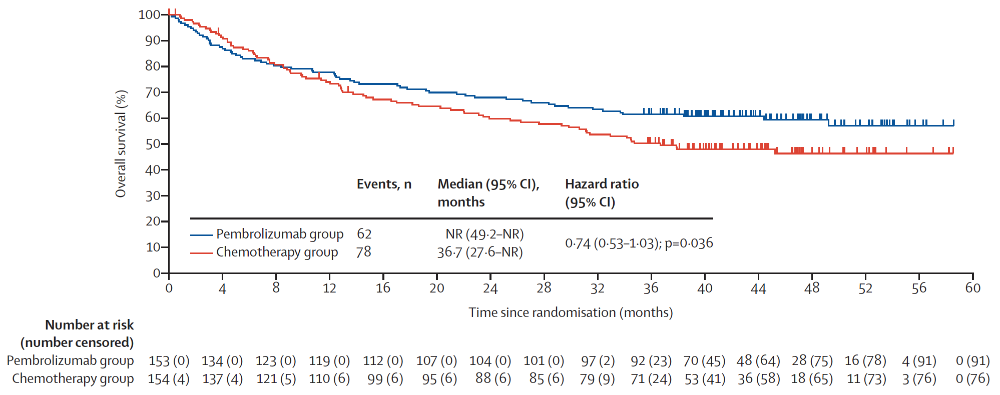 100
90
80
70
60
50
40
30
20
10
0
Overall survival (%)
Events, n Median (95% CI), Hazard ratio
months (95% CI)
Pembrolizumab group 62 NR (49·2–NR)
0·74 (0·53–1·03); p=0·036
Chemotherapy group 78 36·7 (27·6–NR)
0 4 8 12 16 20 24 28 32 36 40 44 48 52 56 60
Time since randomisation (months)
Number at risk
(number censored)
Pembrolizumab group 153 (0) 134 (0) 123 (0) 119 (0) 112 (0) 107 (0) 104 (0) 101 (0) 97 (2) 92 (23) 70 (45) 48 (64) 28 (75) 16 (78) 4 (91) 0 (91)
Chemotherapy group 154 (4) 137 (4) 121 (5) 110 (6) 99 (6) 95 (6) 88 (6) 85 (6) 79 (9) 71 (24) 53 (41) 36 (58) 18 (65) 11 (73) 3 (76) 0 (76)